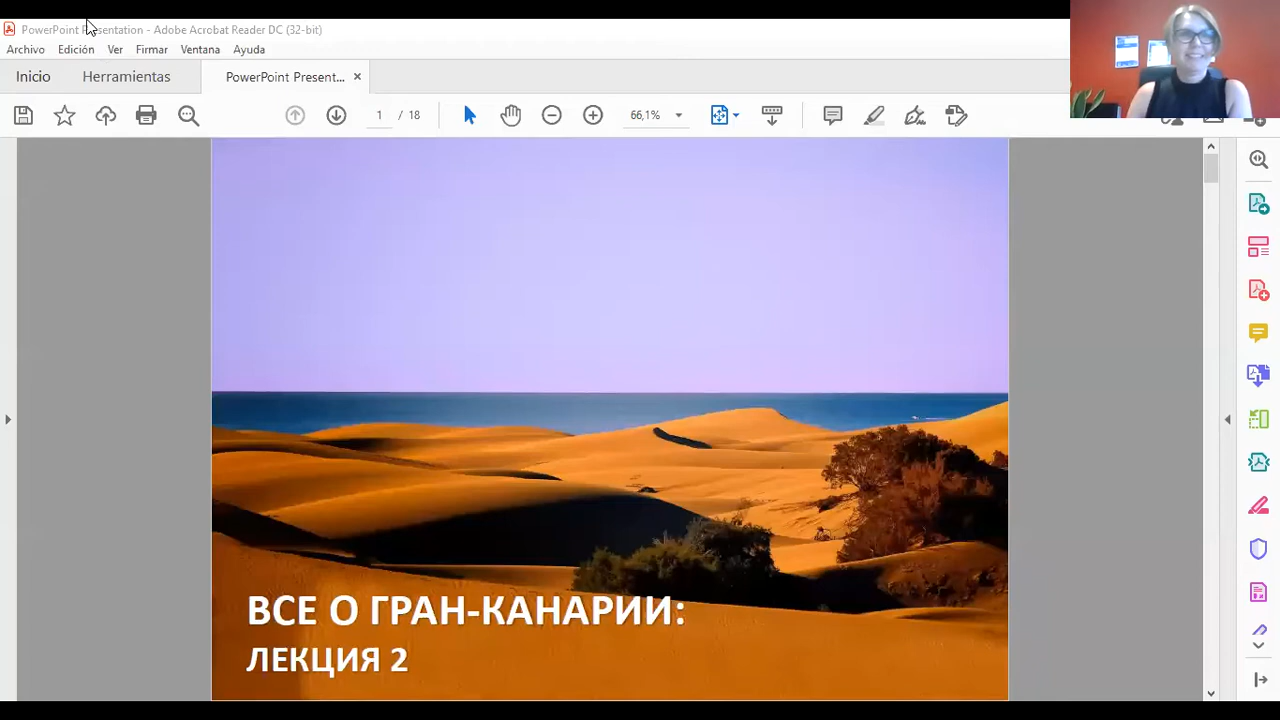 PowerPoint Presentation - Adobe Acrobat Reader DC (32-bit)
Archivo Edición Ver Firmar Ventana Ayuda
Inicio Herramientas PowerPoint Present... ×
1 / 18 66,1%
ВСЕ О ГРАН-КАНАРИИ:
ЛЕКЦИЯ 2